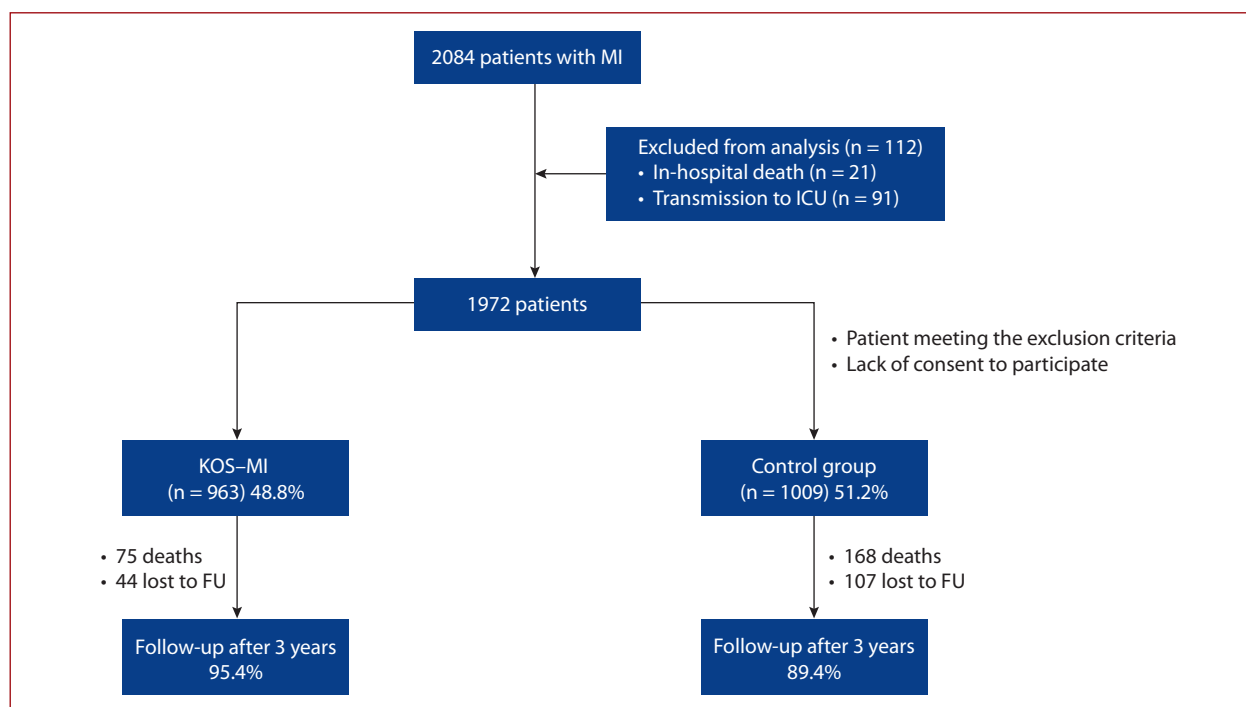 2084 patients with MI
Excluded from analysis (n = 112)
• In-hospital death (n = 21)
• Transmission to ICU (n = 91)
1972 patients
• Patient meeting the exclusion criteria
• Lack of consent to participate
KOS–MI
(n = 963) 48.8%
Control group
(n = 1009) 51.2%
• 75 deaths
• 44 lost to FU
• 168 deaths
• 107 lost to FU
Follow-up after 3 years
95.4%
Follow-up after 3 years
89.4%